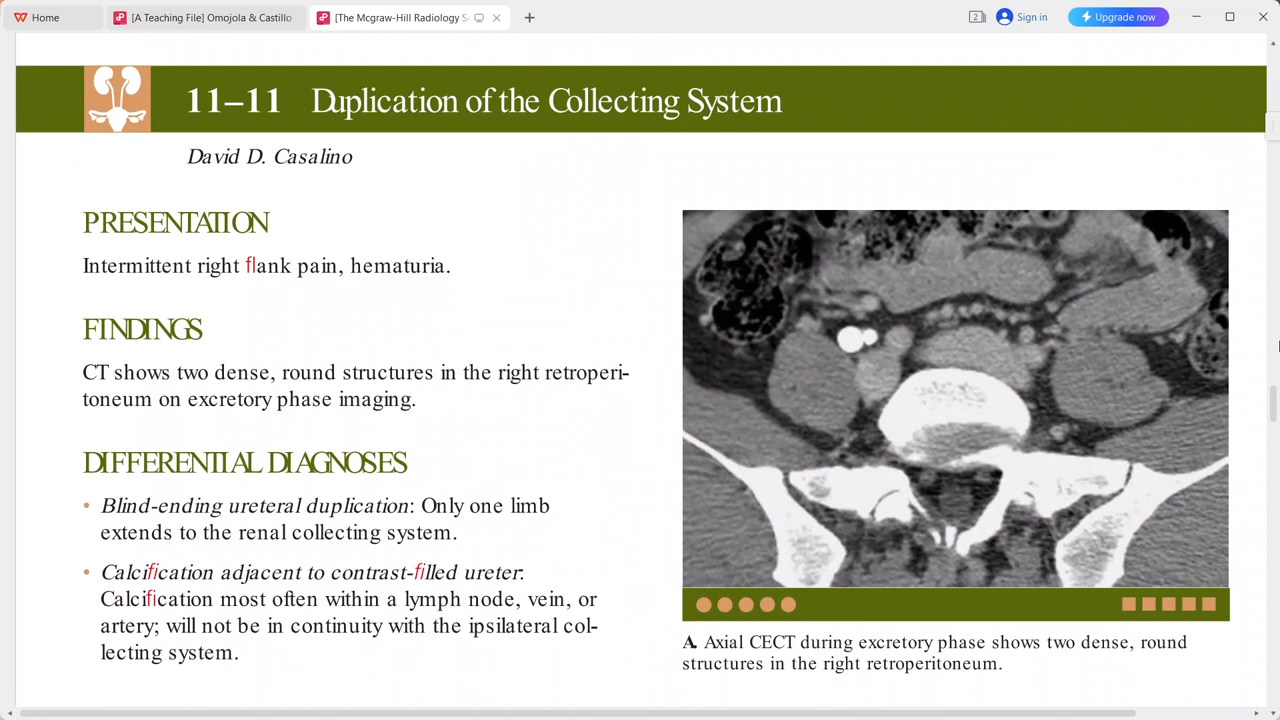 Home
[A Teaching File] Omojola & Castillo
[The Mcgraw-Hill Radiology S
2
Sign in
Upgrade now
11–11 Duplication of the Collecting System
David D. Casalino
PRESENTATION
Intermittent right flank pain, hematuria.
FINDINGS
CT shows two dense, round structures in the right retroperi-
toneum on excretory phase imaging.
DIFFERENTIAL DIAGNOSES
• Blind-ending ureteral duplication: Only one limb
extends to the renal collecting system.
• Calcification adjacent to contrast-filled ureter:
Calcification most often within a lymph node, vein, or
artery; will not be in continuity with the ipsilateral col-
lecting system.
A. Axial CECT during excretory phase shows two dense, round
structures in the right retroperitoneum.